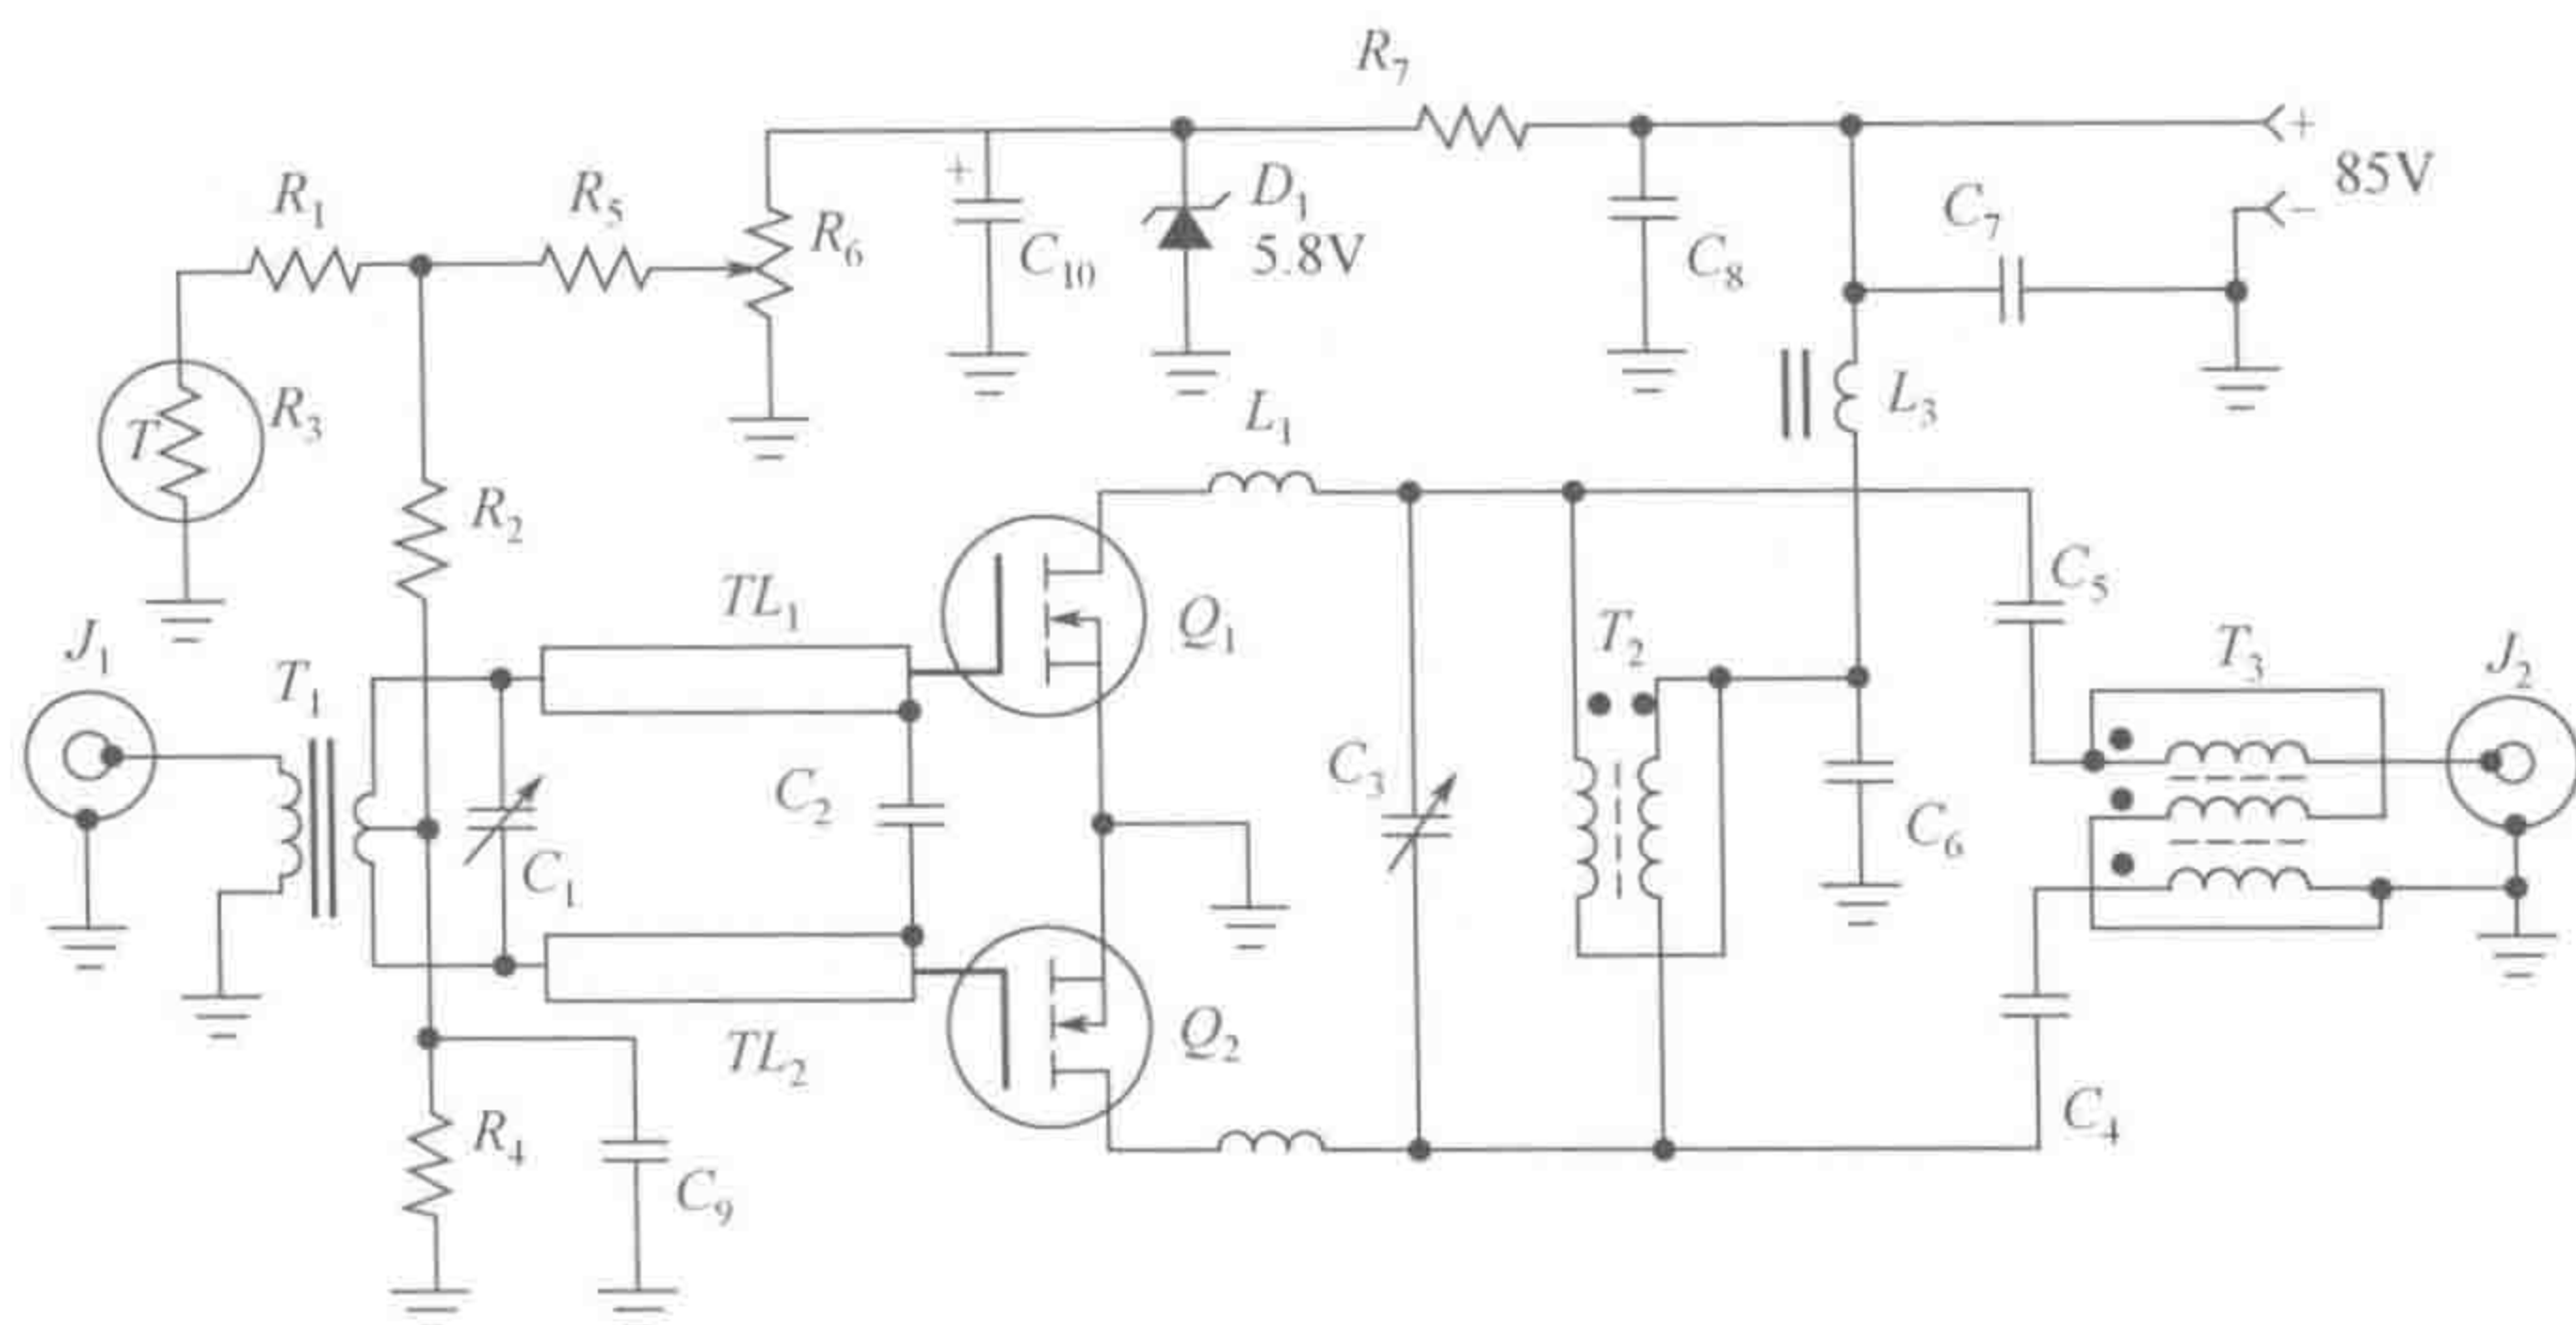 R₇
+
85V
−
R₁
R₅
R₆
+
C₁₀
D₁
5.8V
C₈
C₇
R₃
T
L₁
L₃
R₂
C₅
TL₁
Q₁
T₂
T₃
J₂
J₁
T₁
C₂
C₃
C₆
C₁
TL₂
Q₂
R₄
C₄
C₉